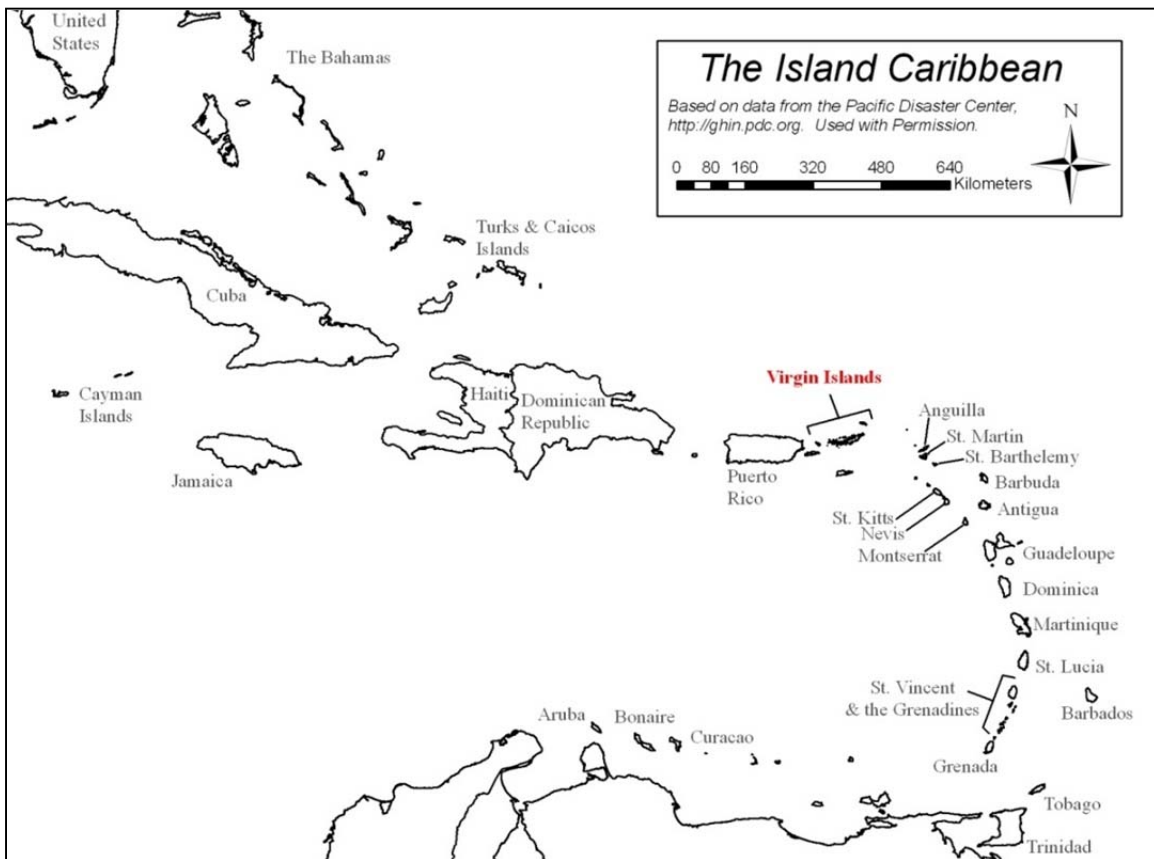 United
States
The Bahamas
The Island Caribbean
Based on data from the Pacific Disaster Center,
http://ghin.pdc.org. Used with Permission.
N
0 80 160 320 480 640
Kilometers
Turks & Caicos
Islands
Cuba
Cayman
Islands
Jamaica
Haiti
Dominican
Republic
Puerto
Rico
Virgin Islands
Anguilla
St. Martin
St. Barthelemy
Barbuda
Antigua
St. Kitts
Nevis
Montserrat
Guadeloupe
Dominica
Martinique
St. Lucia
St. Vincent
& the Grenadines
Barbados
Aruba
Bonaire
Curacao
Grenada
Tobago
Trinidad